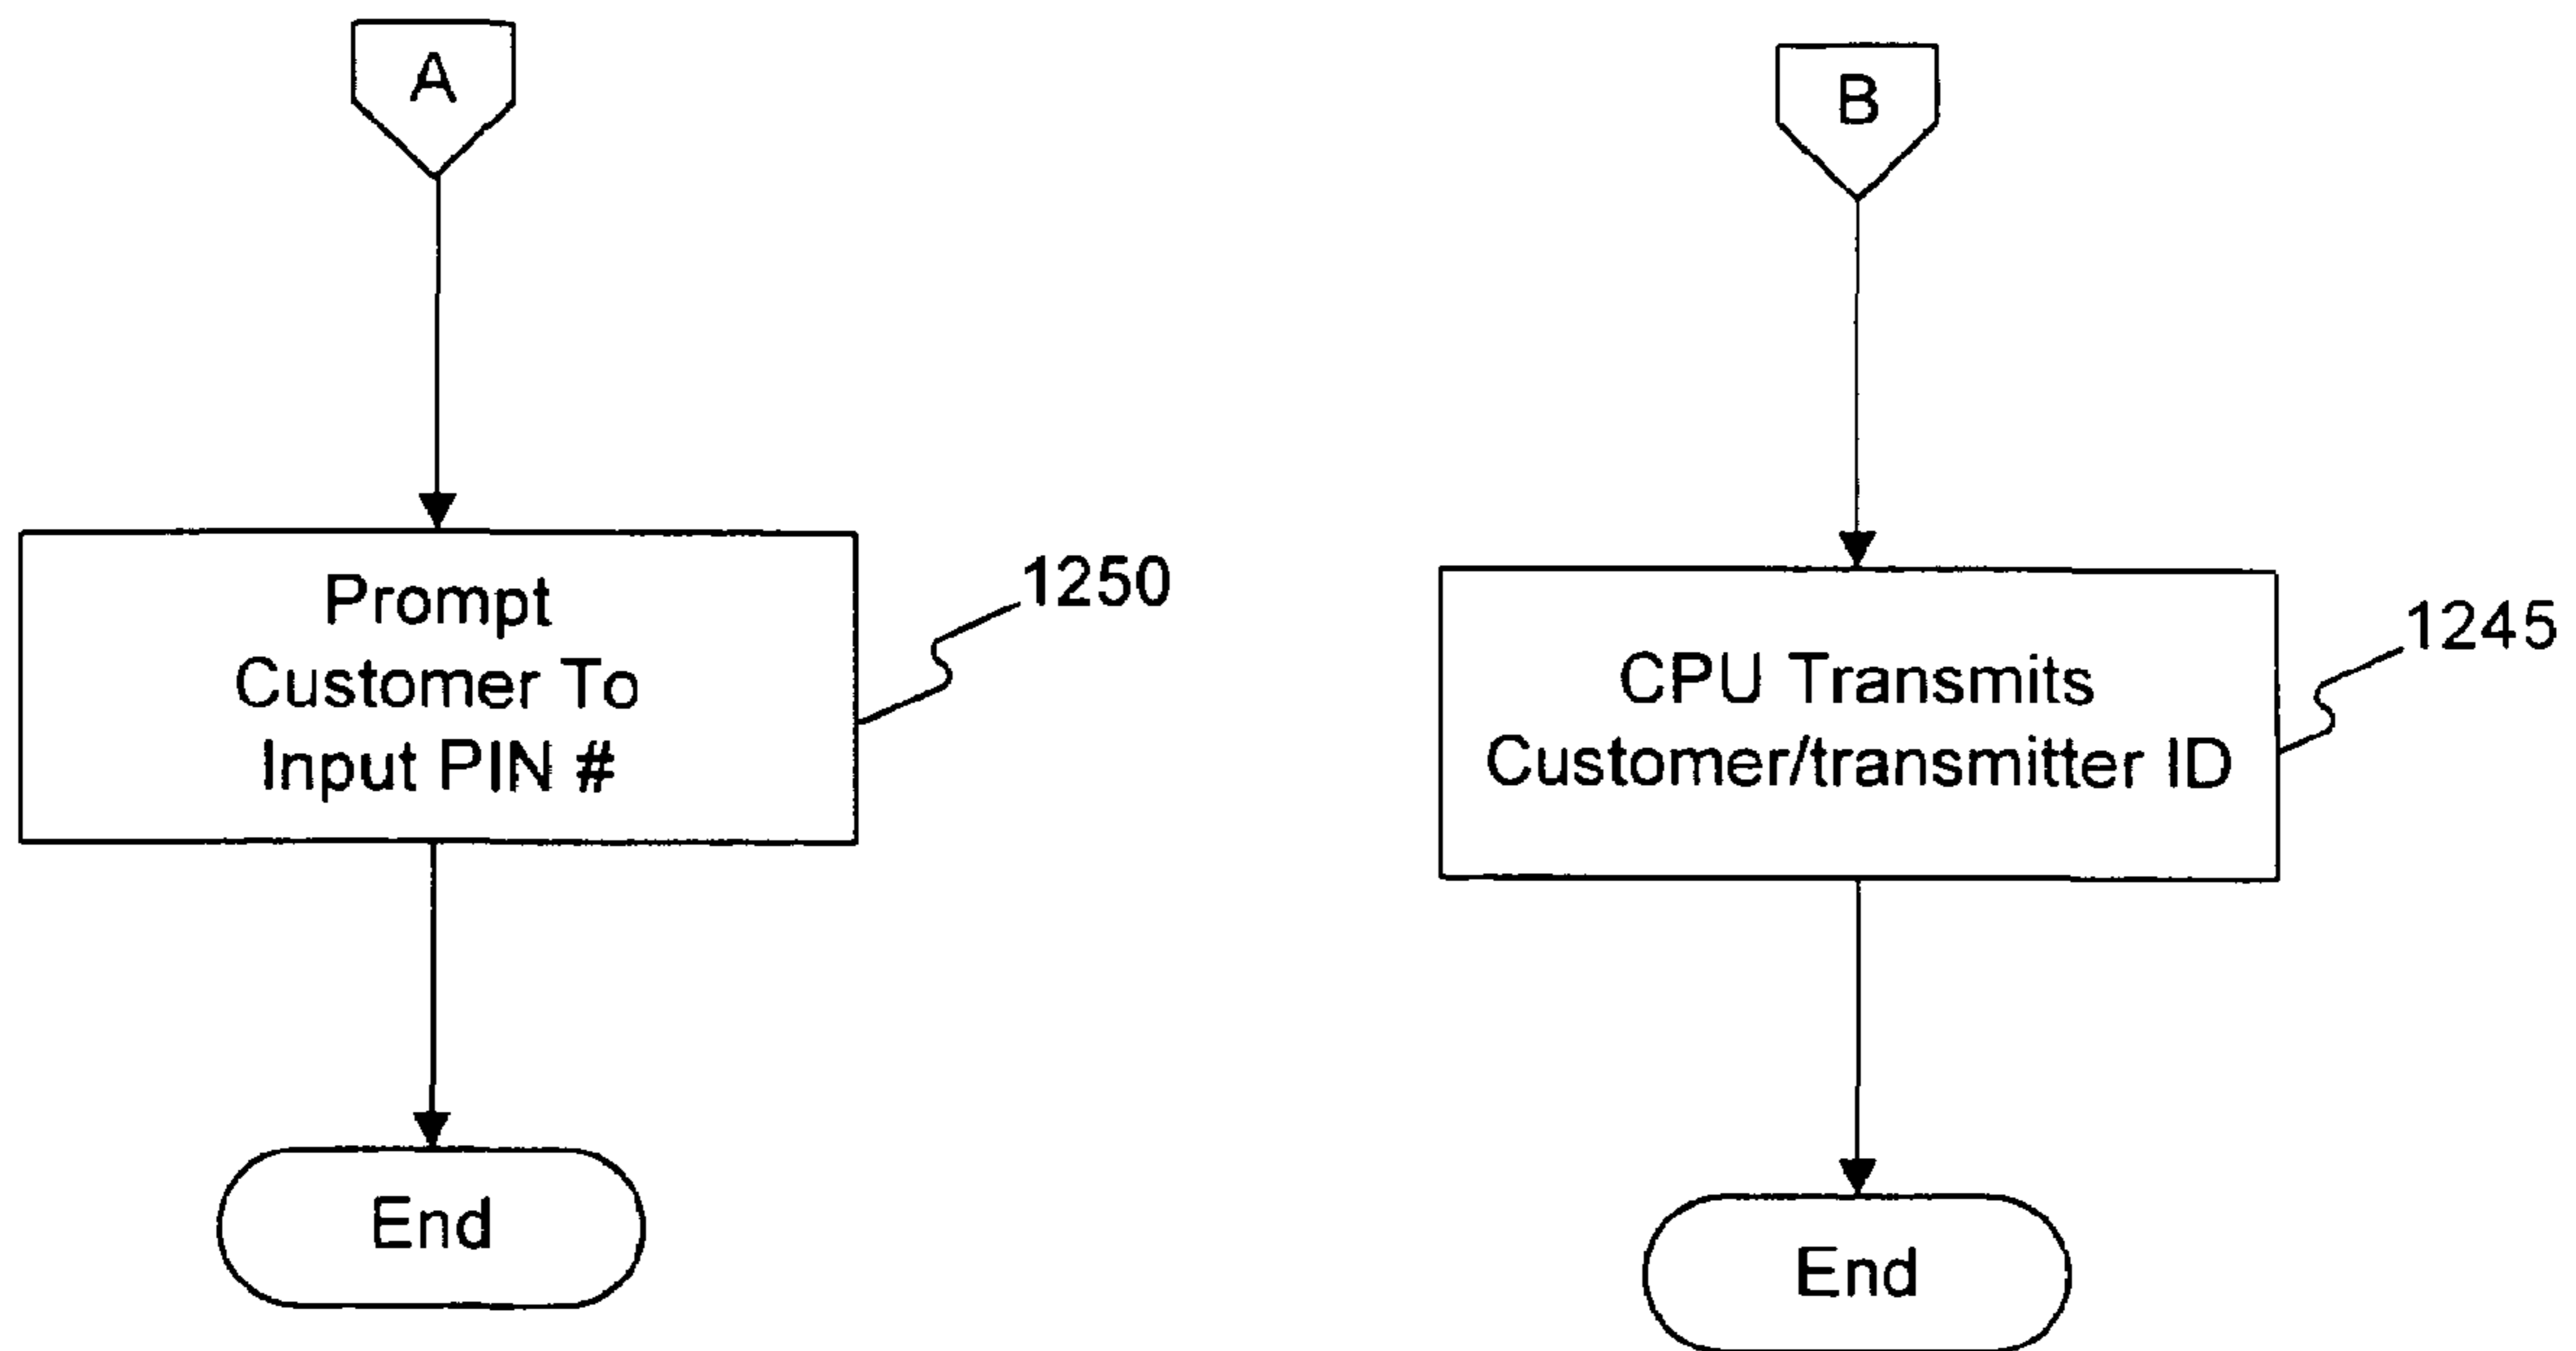 A
Prompt
Customer To
Input PIN #
1250
End
B
CPU Transmits
Customer/transmitter ID
1245
End